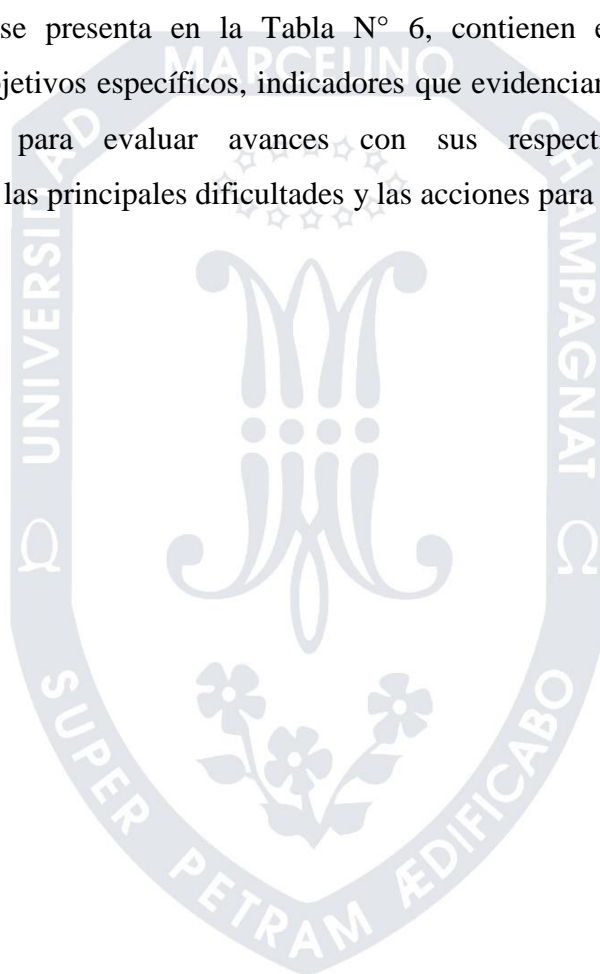 se presenta en la Tabla N° 6, contienen e
jetivos específicos, indicadores que evidencian
para evaluar avances con sus respecti
las principales dificultades y las acciones para
UNIVERSIDAD MARCELINO CHAMPAGNAT
SUPER PETRAM ÆDIFICABO